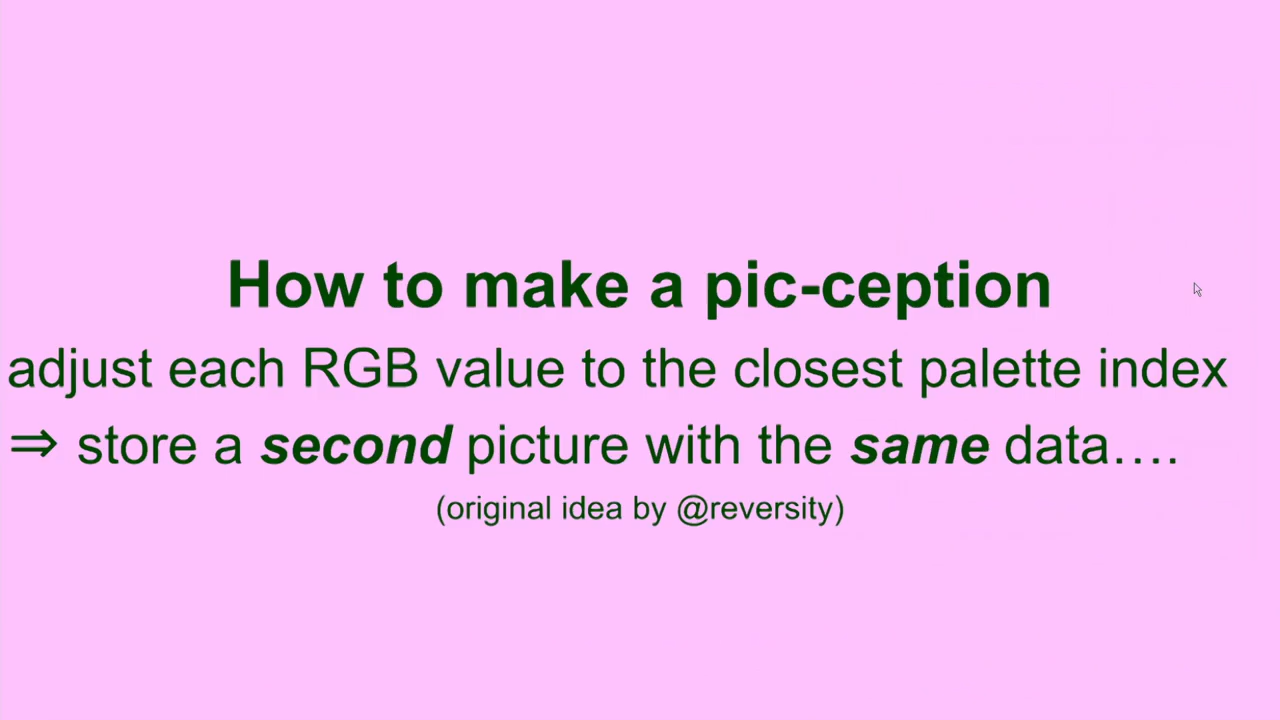 How to make a pic-ception
adjust each RGB value to the closest palette index
⇒ store a second picture with the same data….
(original idea by @reversity)